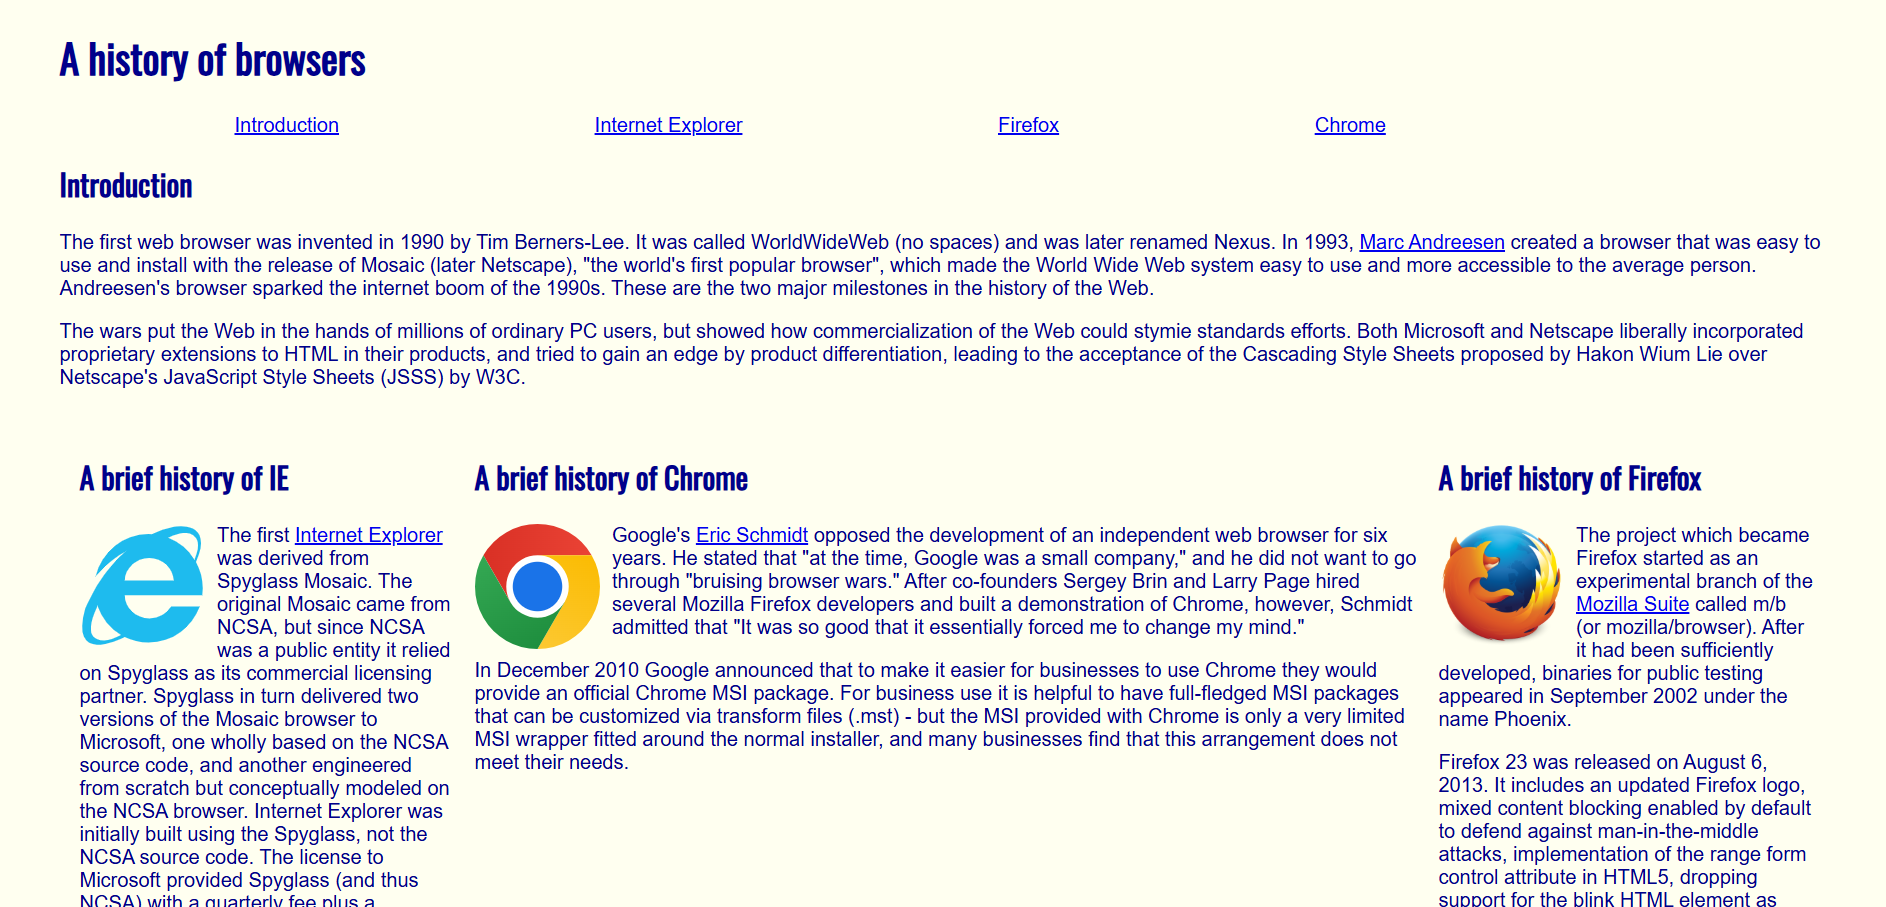 A history of browsers
Introduction
Internet Explorer
Firefox
Chrome
Introduction
The first web browser was invented in 1990 by Tim Berners-Lee. It was called WorldWideWeb (no spaces) and was later renamed Nexus. In 1993, Marc Andreesen created a browser that was easy to
use and install with the release of Mosaic (later Netscape), "the world's first popular browser", which made the World Wide Web system easy to use and more accessible to the average person.
Andreesen's browser sparked the internet boom of the 1990s. These are the two major milestones in the history of the Web.
The wars put the Web in the hands of millions of ordinary PC users, but showed how commercialization of the Web could stymie standards efforts. Both Microsoft and Netscape liberally incorporated
proprietary extensions to HTML in their products, and tried to gain an edge by product differentiation, leading to the acceptance of the Cascading Style Sheets proposed by Hakon Wium Lie over
Netscape's JavaScript Style Sheets (JSSS) by W3C.
A brief history of IE
The first Internet Explorer
was derived from
Spyglass Mosaic. The
original Mosaic came from
NCSA, but since NCSA
was a public entity it relied
on Spyglass as its commercial licensing
partner. Spyglass in turn delivered two
versions of the Mosaic browser to
Microsoft, one wholly based on the NCSA
source code, and another engineered
from scratch but conceptually modeled on
the NCSA browser. Internet Explorer was
initially built using the Spyglass, not the
NCSA source code. The license to
Microsoft provided Spyglass (and thus
NCSA) with a quarterly fee plus a
A brief history of Chrome
Google's Eric Schmidt opposed the development of an independent web browser for six
years. He stated that "at the time, Google was a small company," and he did not want to go
through "bruising browser wars." After co-founders Sergey Brin and Larry Page hired
several Mozilla Firefox developers and built a demonstration of Chrome, however, Schmidt
admitted that "It was so good that it essentially forced me to change my mind."
In December 2010 Google announced that to make it easier for businesses to use Chrome they would
provide an official Chrome MSI package. For business use it is helpful to have full-fledged MSI packages
that can be customized via transform files (.mst) - but the MSI provided with Chrome is only a very limited
MSI wrapper fitted around the normal installer, and many businesses find that this arrangement does not
meet their needs.
A brief history of Firefox
The project which became
Firefox started as an
experimental branch of the
Mozilla Suite called m/b
(or mozilla/browser). After
it had been sufficiently
developed, binaries for public testing
appeared in September 2002 under the
name Phoenix.
Firefox 23 was released on August 6,
2013. It includes an updated Firefox logo,
mixed content blocking enabled by default
to defend against man-in-the-middle
attacks, implementation of the range form
control attribute in HTML5, dropping
support for the blink HTML element as